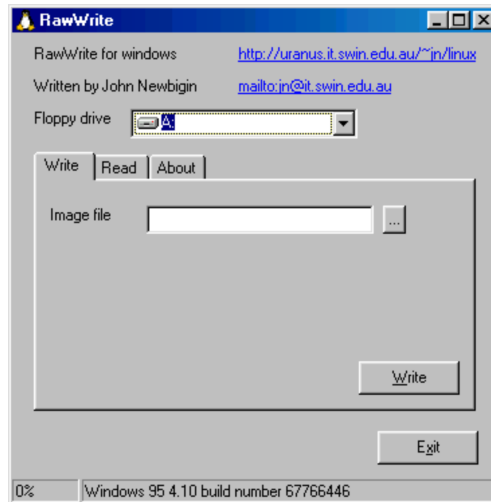 RawWrite
RawWrite for windows http://uranus.it.swin.edu.au/~jn/linux
Written by John Newbigin mailto:jn@it.swin.edu.au
Floppy drive A:
Write Read About
Image file ...
Write
Exit
0% Windows 95 4.10 build number 67766446